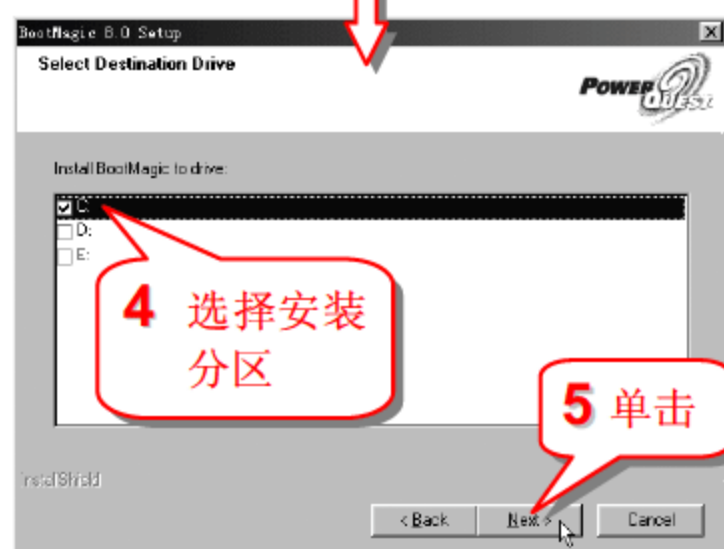 BootMagic 8.0 Setup
Select Destination Drive
POWERQUEST
Install BootMagic to drive:
C:
D:
E:
4 选择安装
分区
5 单击
InstallShield
< Back
Next >
Cancel